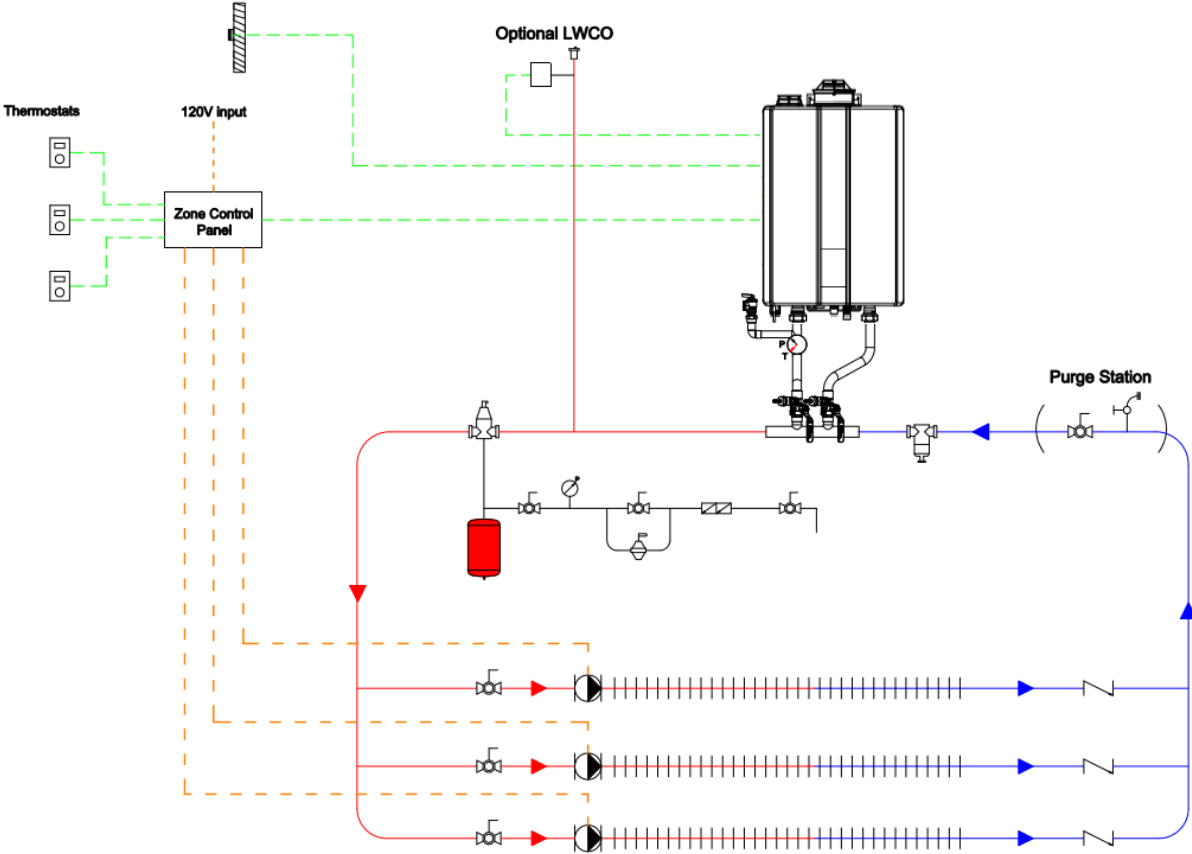 Optional LWCO
Thermostats
120V input
Zone Control
Panel
P
T
Purge Station
P